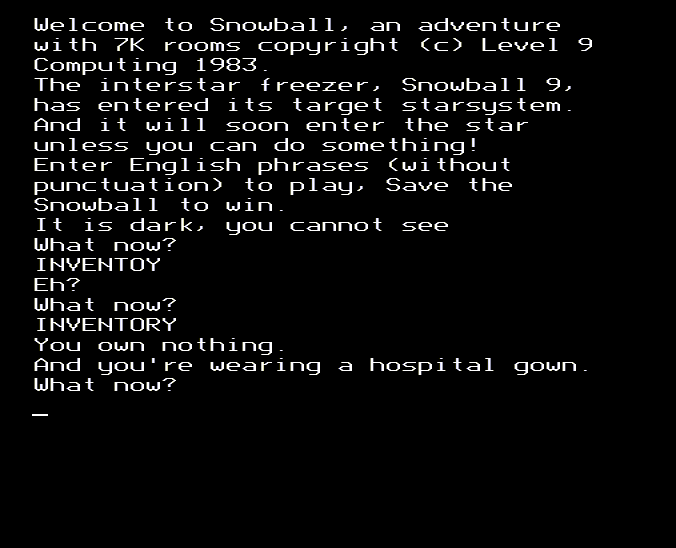 Welcome to Snowball, an adventure
with 7K rooms copyright (c) Level 9
Computing 1983.
The interstar freezer, Snowball 9,
has entered its target starsystem.
And it will soon enter the star
unless you can do something!
Enter English phrases (without
punctuation) to play, Save the
Snowball to win.
It is dark, you cannot see
What now?
INVENTOY
Eh?
What now?
INVENTORY
You own nothing.
And you're wearing a hospital gown.
What now?
_